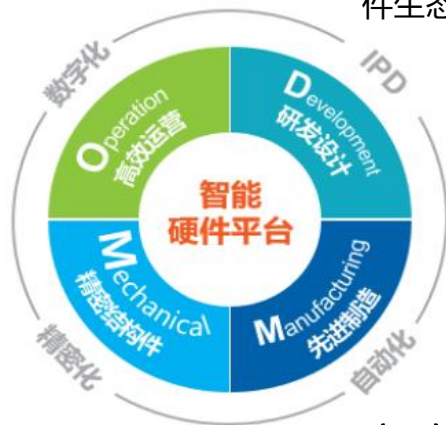 件生态
数字化
IPD
Operation
高效运营
Development
研发设计
智能
硬件平台
Mechanical
精密结构件
Manufacturing
先进制造
精密化
自动化